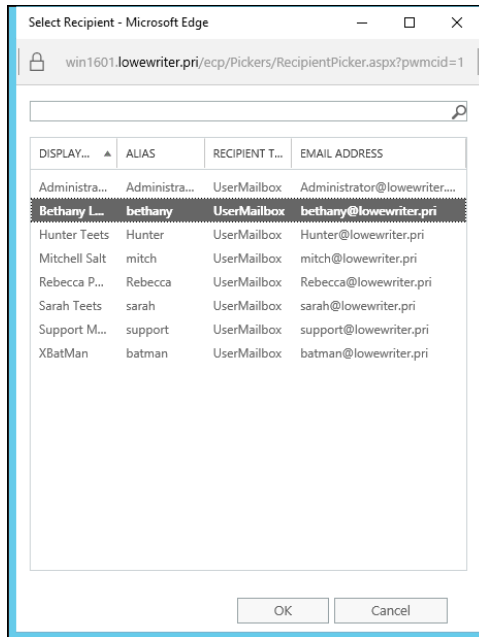 Select Recipient - Microsoft Edge
win1601.lowewriter.pri/ecp/Pickers/RecipientPicker.aspx?pwmcid=1
DISPLAY... ALIAS RECIPIENT T... EMAIL ADDRESS
Administra... Administra... UserMailbox Administrator@lowewriter....
Bethany L... bethany UserMailbox bethany@lowewriter.pri
Hunter Teets Hunter UserMailbox Hunter@lowewriter.pri
Mitchell Salt mitch UserMailbox mitch@lowewriter.pri
Rebecca P... Rebecca UserMailbox Rebecca@lowewriter.pri
Sarah Teets sarah UserMailbox sarah@lowewriter.pri
Support M... support UserMailbox support@lowewriter.pri
XBatMan batman UserMailbox batman@lowewriter.pri
OK Cancel